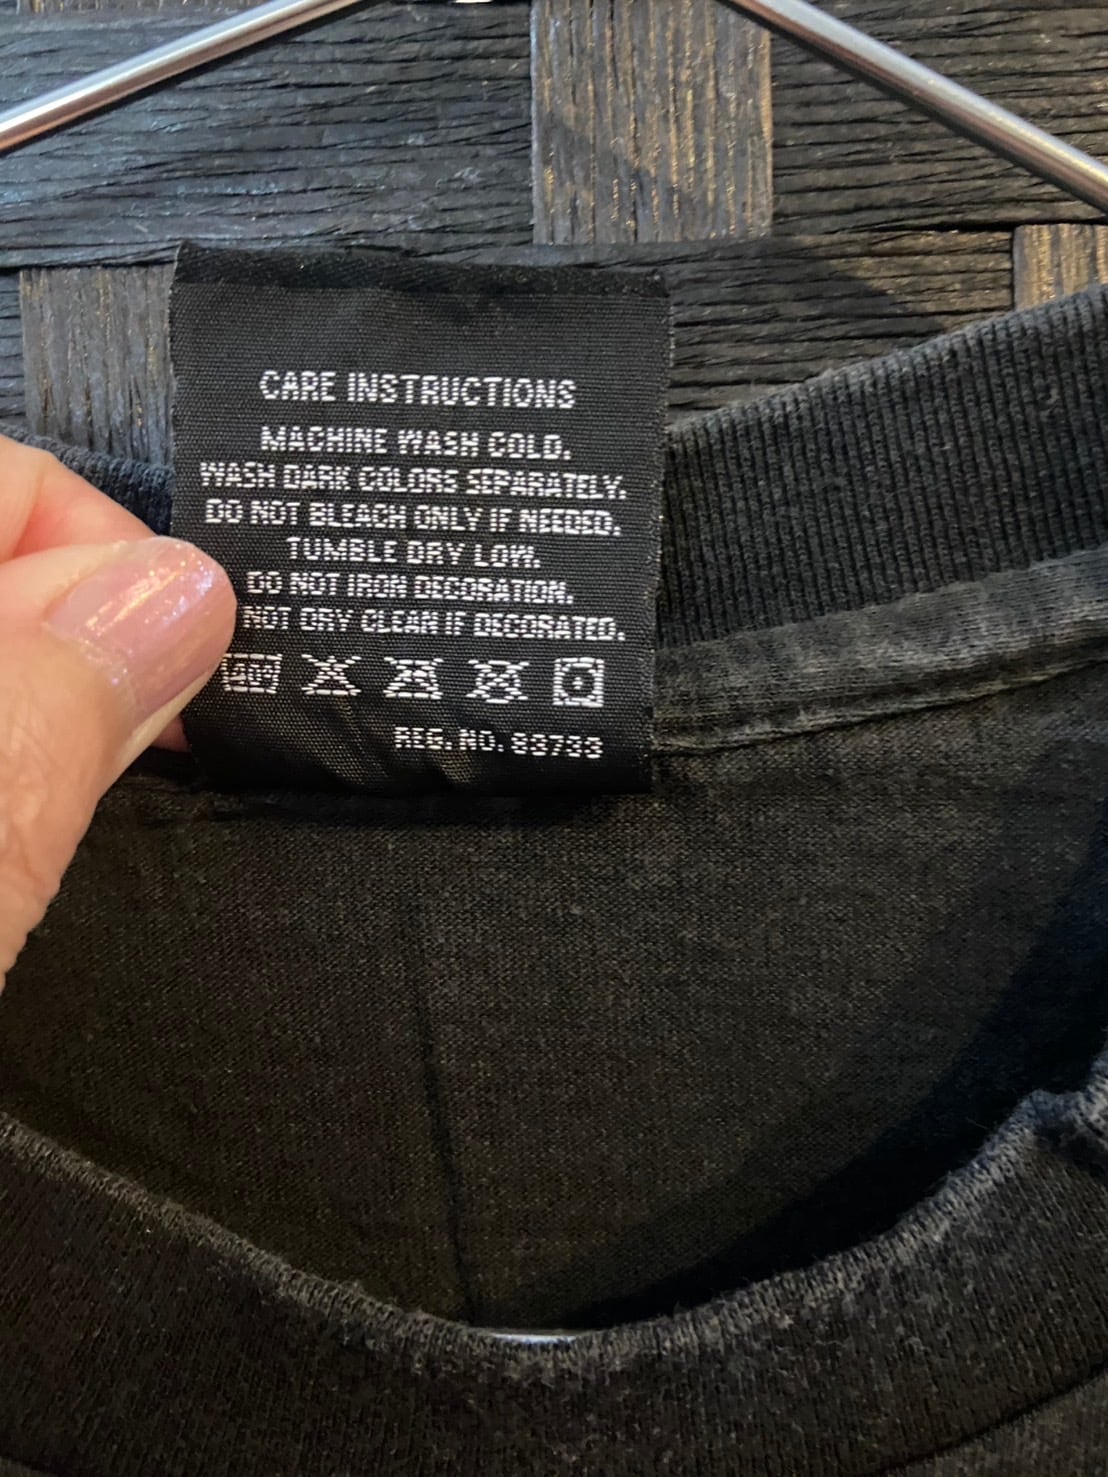 CARE INSTRUCTIONS
MACHINE WASH COLD.
WASH DARK COLORS SEPARATELY.
DO NOT BLEACH ONLY IF NEEDED.
TUMBLE DRY LOW.
DO NOT IRON DECORATION.
NOT DRY CLEAN IF DECORATED.
REG. NO. 88733